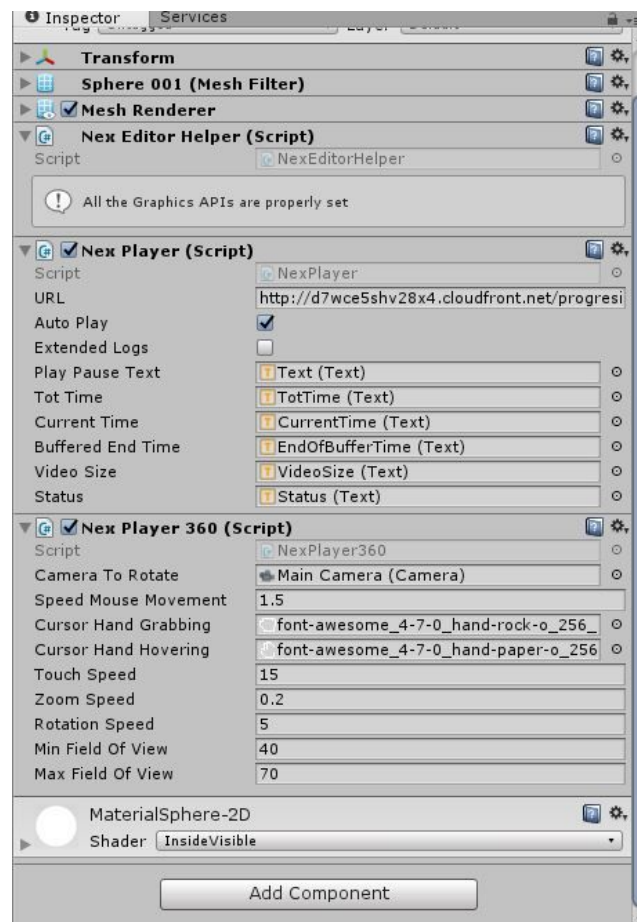 Inspector Services
Tag Untagged Layer Default
Transform
Sphere 001 (Mesh Filter)
Mesh Renderer
Nex Editor Helper (Script)
Script NexEditorHelper
All the Graphics APIs are properly set
Nex Player (Script)
Script NexPlayer
URL http://d7wce5shv28x4.cloudfront.net/progresi
Auto Play
Extended Logs
Play Pause Text Text (Text)
Tot Time TotTime (Text)
Current Time CurrentTime (Text)
Buffered End Time EndOfBufferTime (Text)
Video Size VideoSize (Text)
Status Status (Text)
Nex Player 360 (Script)
Script NexPlayer360
Camera To Rotate Main Camera (Camera)
Speed Mouse Movement 1.5
Cursor Hand Grabbing font-awesome_4-7-0_hand-rock-o_256_
Cursor Hand Hovering font-awesome_4-7-0_hand-paper-o_256
Touch Speed 15
Zoom Speed 0.2
Rotation Speed 5
Min Field Of View 40
Max Field Of View 70
MaterialSphere-2D
Shader InsideVisible
Add Component